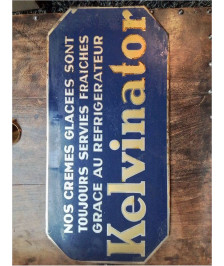 NOS CREMES GLACEES SONT
TOUJOURS SERVIES FRAICHES
GRACE AU REFRIGERATEUR
Kelvinator